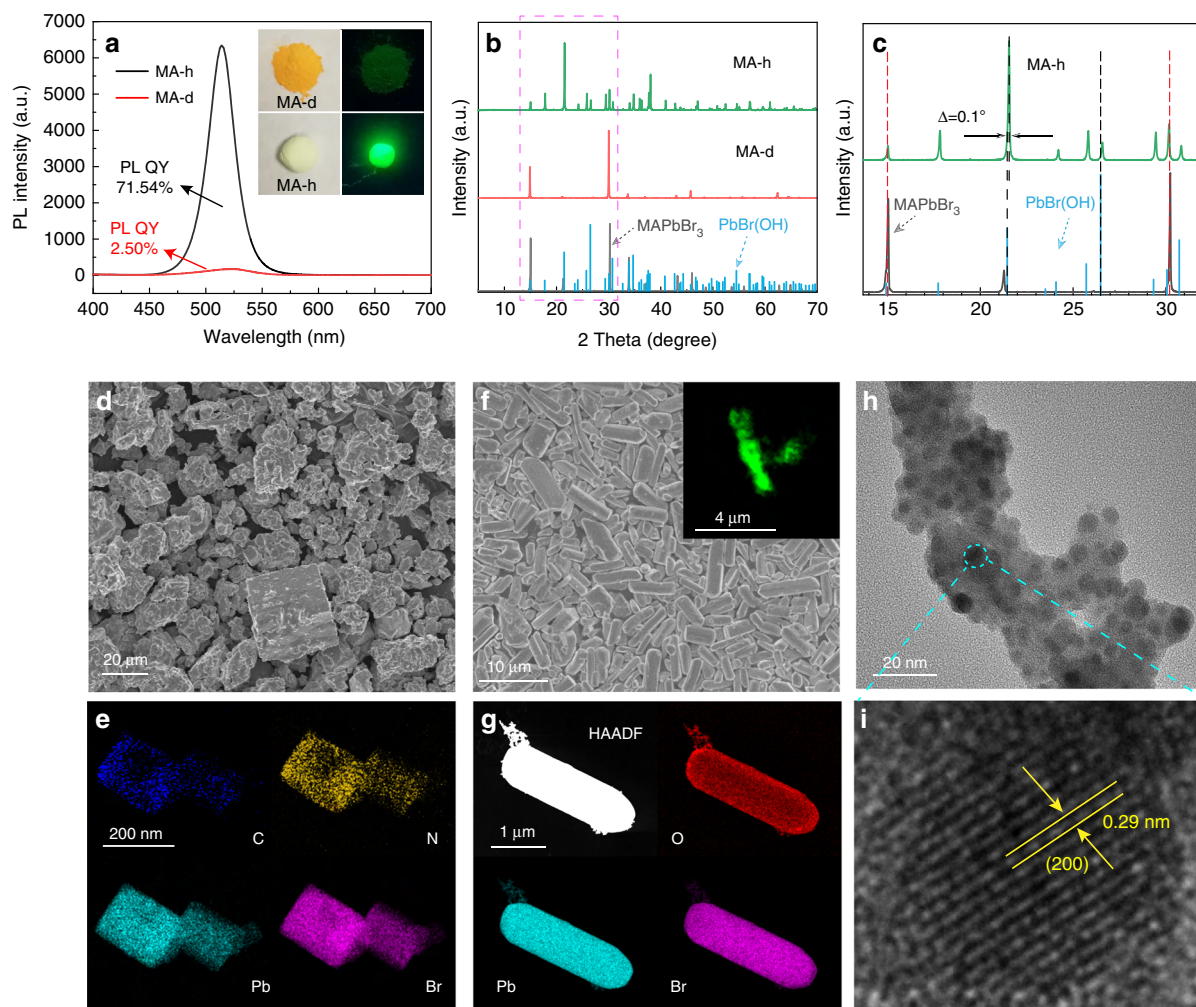 a
PL intensity (a.u.)
7000
6000
5000
4000
3000
2000
1000
0
MA-h
MA-d
PL QY
71.54%
PL QY
2.50%
MA-d
MA-h
400
450
500
550
600
650
700
Wavelength (nm)
b
Intensity (a.u.)
MA-h
MA-d
MAPbBr3
PbBr(OH)
10
20
30
40
50
60
70
2 Theta (degree)
c
Intensity (a.u.)
MA-h
Δ=0.1°
MAPbBr3
PbBr(OH)
15
20
25
30
d
20 μm
f
4 μm
10 μm
h
20 nm
e
200 nm
C
N
Pb
Br
g
HAADF
1 μm
O
Pb
Br
i
0.29 nm
(200)